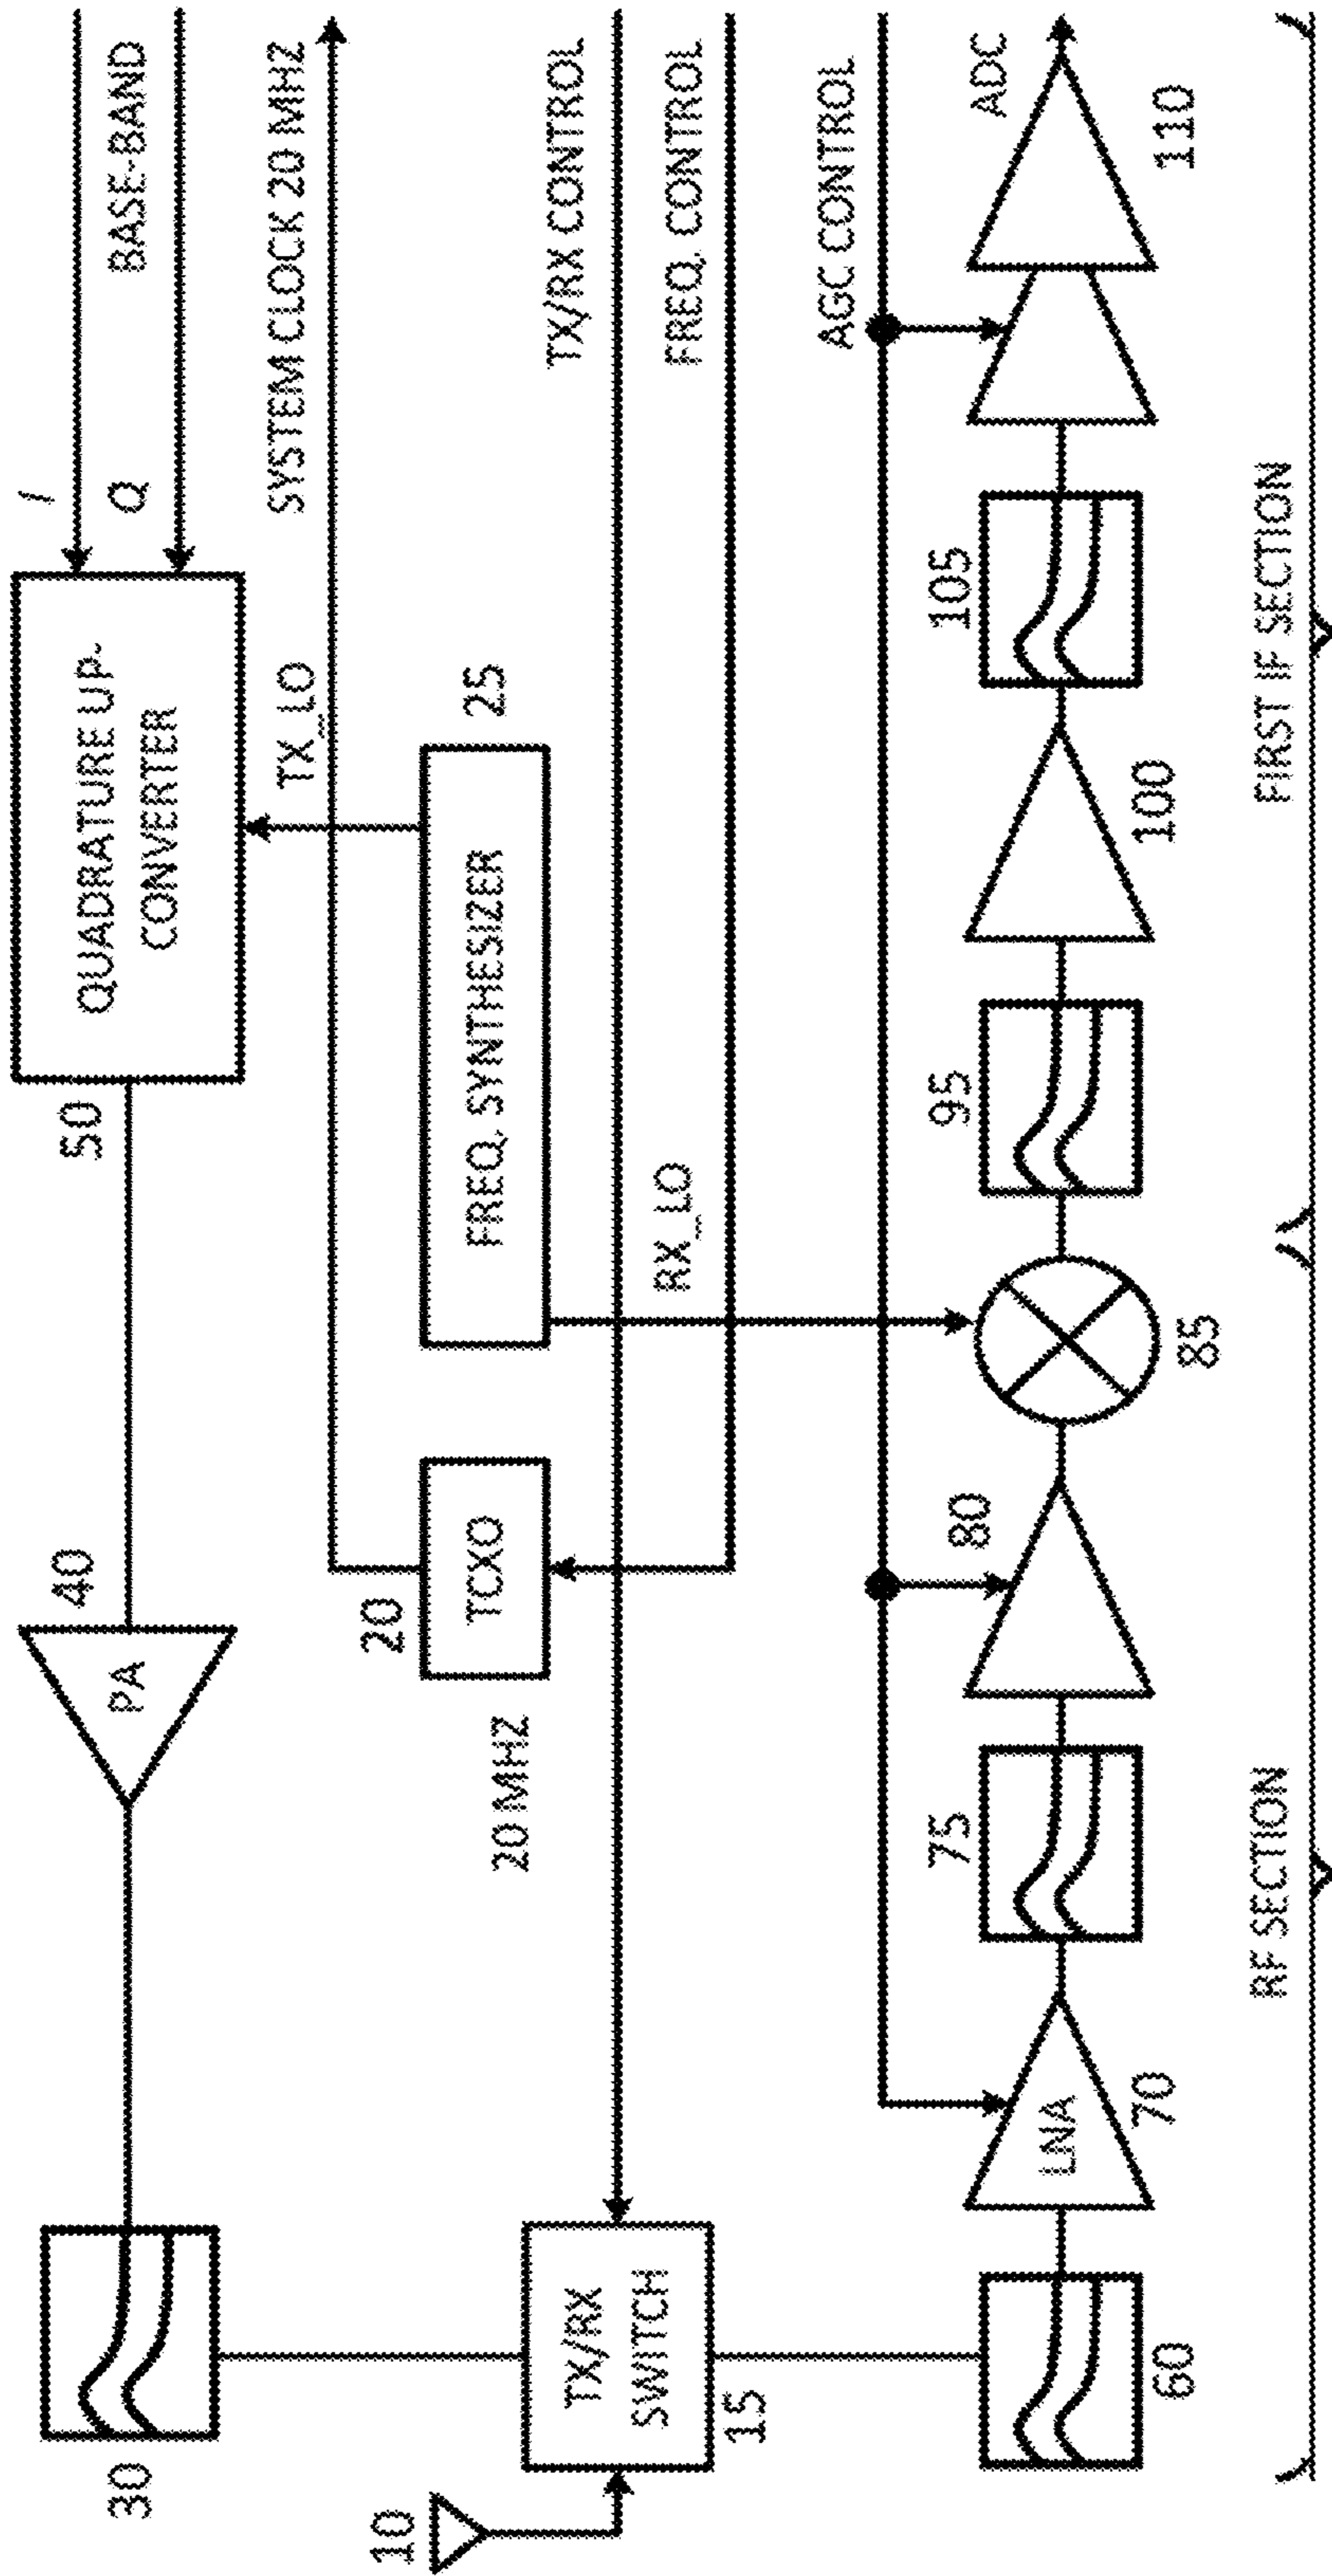 I
Q
BASE-BAND
QUADRATURE UP-
CONVERTER
50
40
PA
30
SYSTEM CLOCK 20 MHZ
TX_LO
25
FREQ. SYNTHESIZER
20
TCXO
20 MHZ
TX/RX CONTROL
FREQ. CONTROL
RX_LO
10
TX/RX
SWITCH
15
AGC CONTROL
60
LNA
70
75
80
85
95
100
105
110
ADC
RF SECTION
FIRST IF SECTION